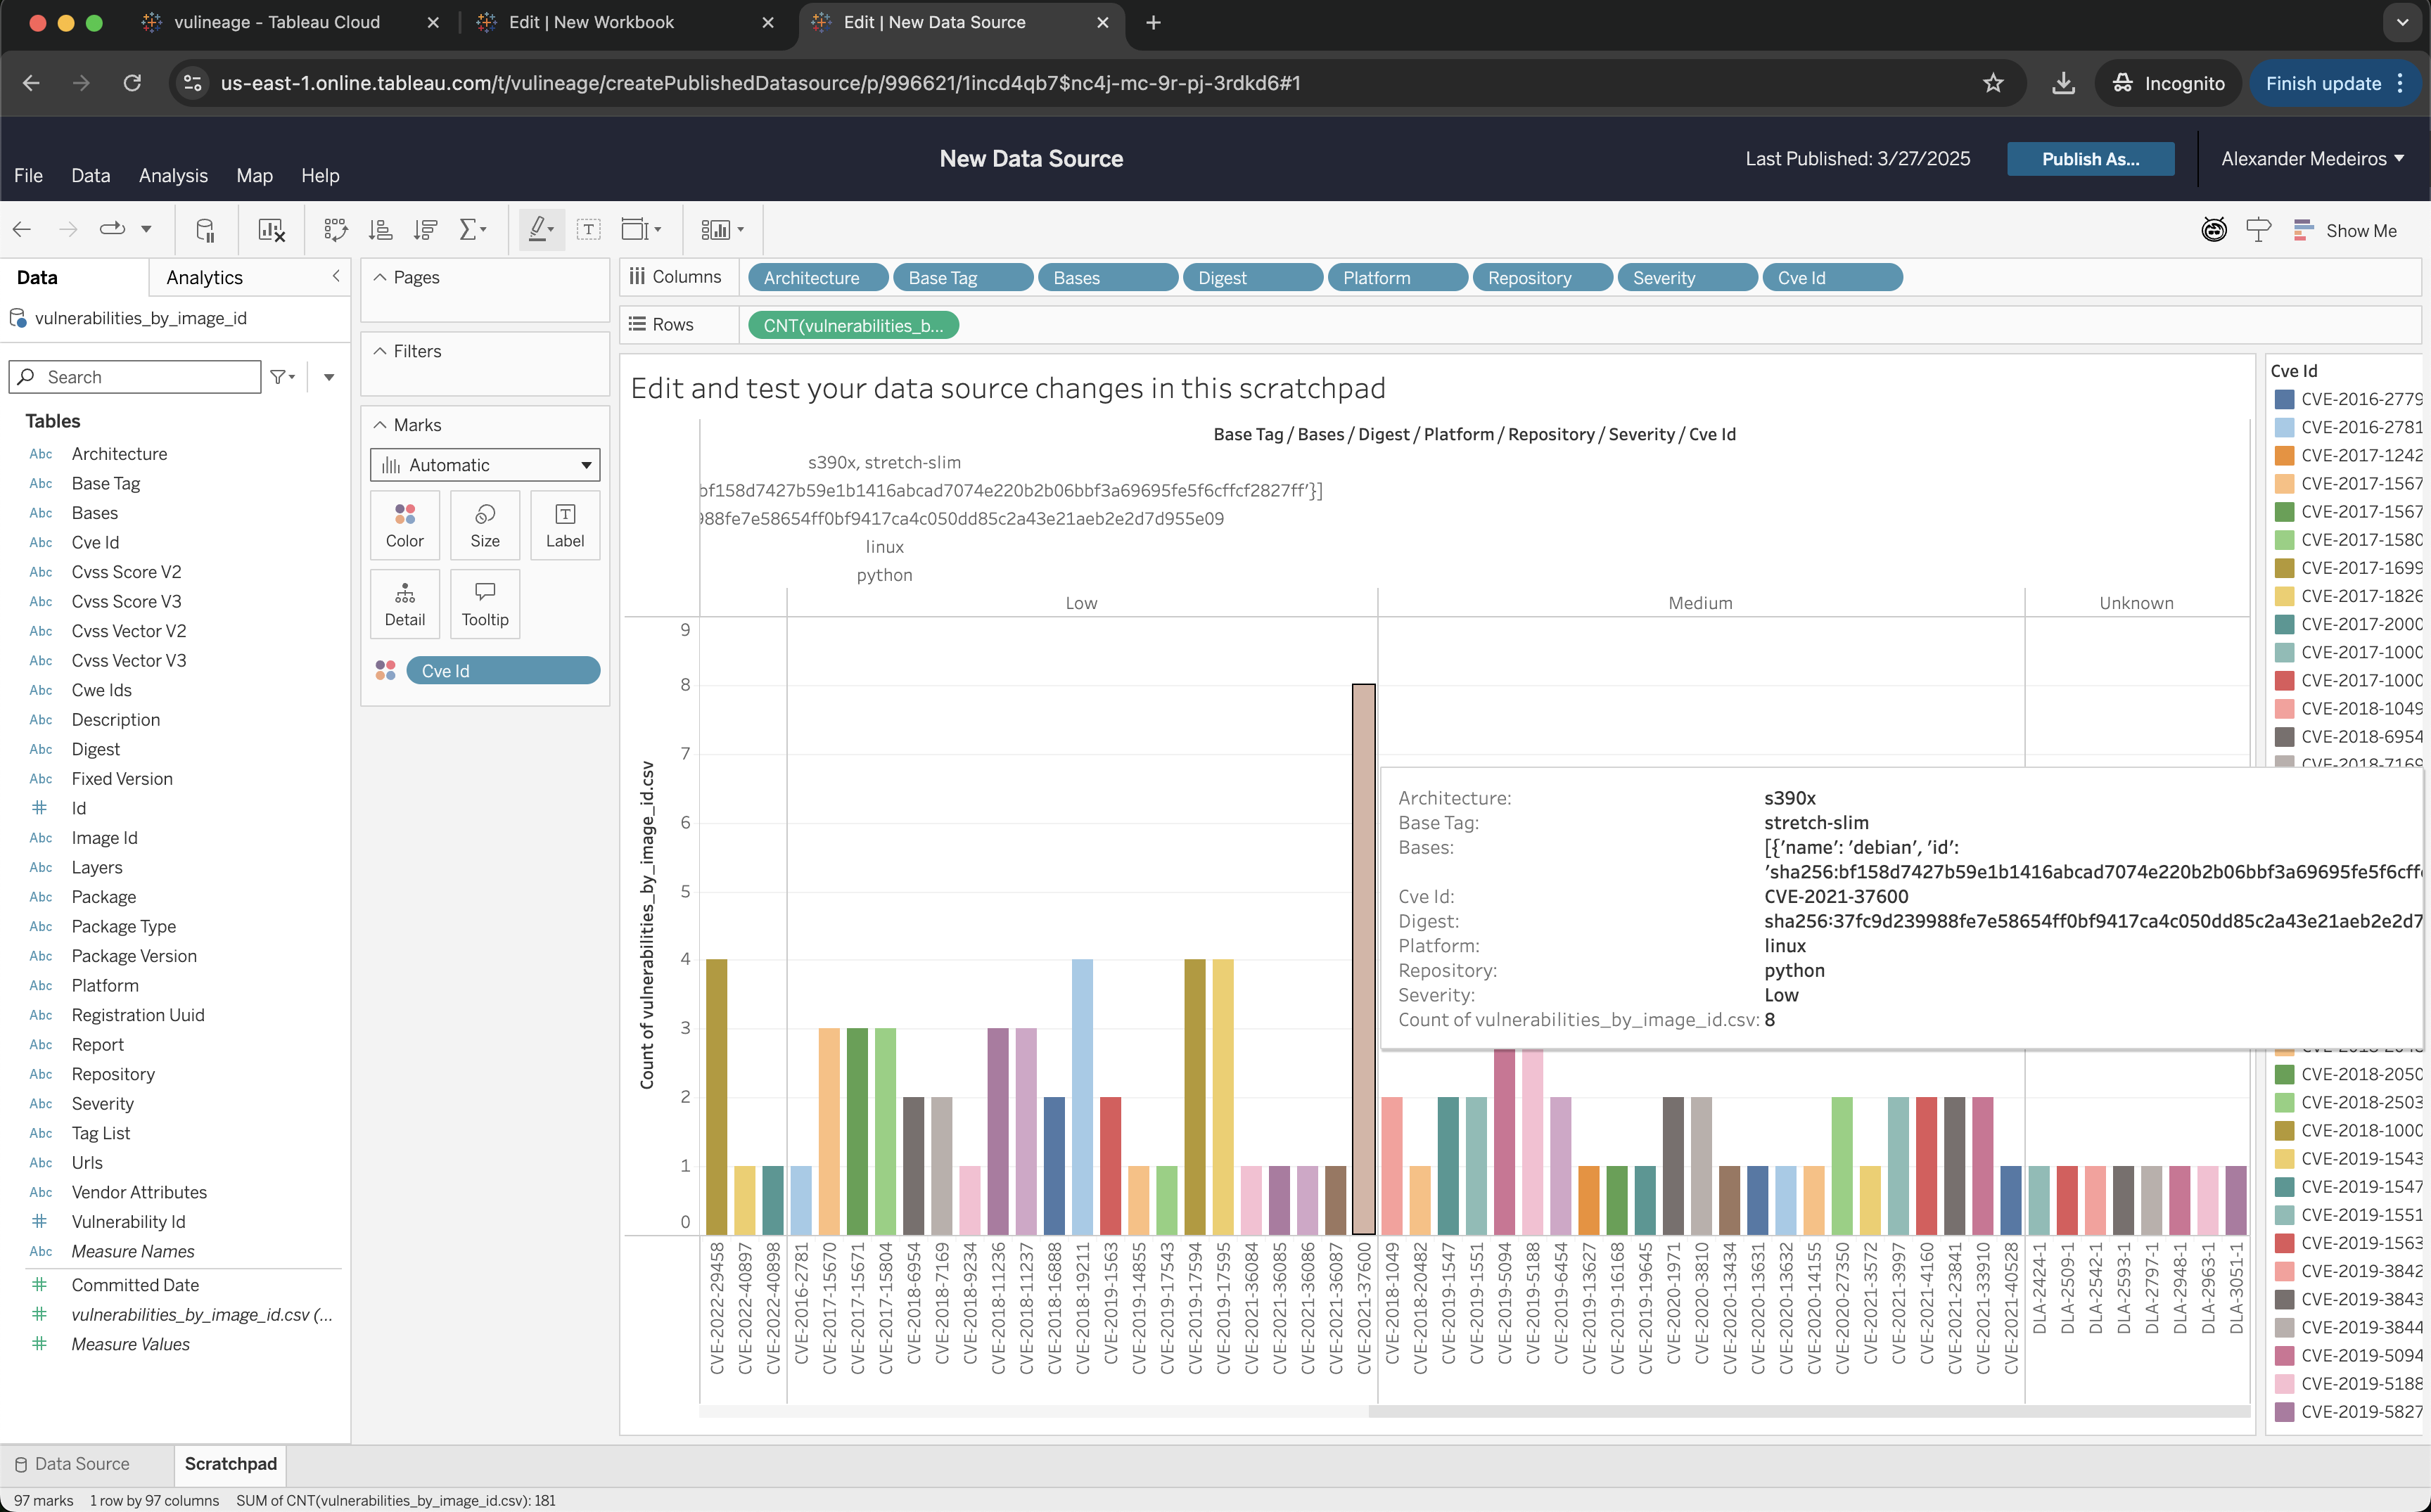 vulineage - Tableau Cloud
Edit | New Workbook
Edit | New Data Source
us-east-1.online.tableau.com/t/vulineage/createPublishedDatasource/p/996621/1incd4qb7$nc4j-mc-9r-pj-3rdkd6#1
Incognito
Finish update
File Data Analysis Map Help
New Data Source
Last Published: 3/27/2025
Publish As...
Alexander Medeiros
Show Me
Data
Analytics
vulnerabilities_by_image_id
Search
Tables
Abc Architecture
Abc Base Tag
Abc Bases
Abc Cve Id
Abc Cvss Score V2
Abc Cvss Score V3
Abc Cvss Vector V2
Abc Cvss Vector V3
Abc Cwe Ids
Abc Description
Abc Digest
Abc Fixed Version
# Id
Abc Image Id
Abc Layers
Abc Package
Abc Package Type
Abc Package Version
Abc Platform
Abc Registration Uuid
Abc Report
Abc Repository
Abc Severity
Abc Tag List
Abc Urls
Abc Vendor Attributes
# Vulnerability Id
Abc Measure Names
# Committed Date
# vulnerabilities_by_image_id.csv (...
# Measure Values
Pages
Filters
Marks
Automatic
Color
Size
Label
Detail
Tooltip
Cve Id
Columns
Architecture
Base Tag
Bases
Digest
Platform
Repository
Severity
Cve Id
Rows
CNT(vulnerabilities_b...
Edit and test your data source changes in this scratchpad
Base Tag / Bases / Digest / Platform / Repository / Severity / Cve Id
s390x, stretch-slim
bf158d7427b59e1b1416abcad7074e220b2b06bbf3a69695fe5f6cffcf2827ff'}]
988fe7e58654ff0bf9417ca4c050dd85c2a43e21aeb2e2d7d955e09
linux
python
Low
Medium
Unknown
Count of vulnerabilities_by_image_id.csv
9
8
7
6
5
4
3
2
1
0
Architecture: s390x
Base Tag: stretch-slim
Bases: [{'name': 'debian', 'id':
'sha256:bf158d7427b59e1b1416abcad7074e220b2b06bbf3a69695fe5f6cff
Cve Id: CVE-2021-37600
Digest: sha256:37fc9d239988fe7e58654ff0bf9417ca4c050dd85c2a43e21aeb2e2d7
Platform: linux
Repository: python
Severity: Low
Count of vulnerabilities_by_image_id.csv: 8
CVE-2022-29458
CVE-2022-40897
CVE-2022-40898
CVE-2016-2781
CVE-2017-15670
CVE-2017-15671
CVE-2017-15804
CVE-2018-6954
CVE-2018-7169
CVE-2018-9234
CVE-2018-11236
CVE-2018-11237
CVE-2018-16888
CVE-2018-19211
CVE-2019-1563
CVE-2019-14855
CVE-2019-17543
CVE-2019-17594
CVE-2019-17595
CVE-2021-36084
CVE-2021-36085
CVE-2021-36086
CVE-2021-36087
CVE-2021-37600
CVE-2018-1049
CVE-2018-20482
CVE-2019-1547
CVE-2019-1551
CVE-2019-5094
CVE-2019-5188
CVE-2019-6454
CVE-2019-13627
CVE-2019-16168
CVE-2019-19645
CVE-2020-1971
CVE-2020-3810
CVE-2020-13434
CVE-2020-13631
CVE-2020-13632
CVE-2020-14155
CVE-2020-27350
CVE-2021-3572
CVE-2021-3997
CVE-2021-4160
CVE-2021-23841
CVE-2021-33910
CVE-2021-40528
DLA-2424-1
DLA-2509-1
DLA-2542-1
DLA-2593-1
DLA-2797-1
DLA-2948-1
DLA-2963-1
DLA-3051-1
Cve Id
CVE-2016-2779
CVE-2016-2781
CVE-2017-1242
CVE-2017-1567
CVE-2017-1567
CVE-2017-1580
CVE-2017-1699
CVE-2017-1826
CVE-2017-2000
CVE-2017-1000
CVE-2017-1000
CVE-2018-1049
CVE-2018-6954
CVE-2018-7169
CVE-2018-2050
CVE-2018-2503
CVE-2018-1000
CVE-2019-1543
CVE-2019-1547
CVE-2019-1551
CVE-2019-1563
CVE-2019-3842
CVE-2019-3843
CVE-2019-3844
CVE-2019-5094
CVE-2019-5188
CVE-2019-5827
Data Source
Scratchpad
97 marks 1 row by 97 columns SUM of CNT(vulnerabilities_by_image_id.csv): 181